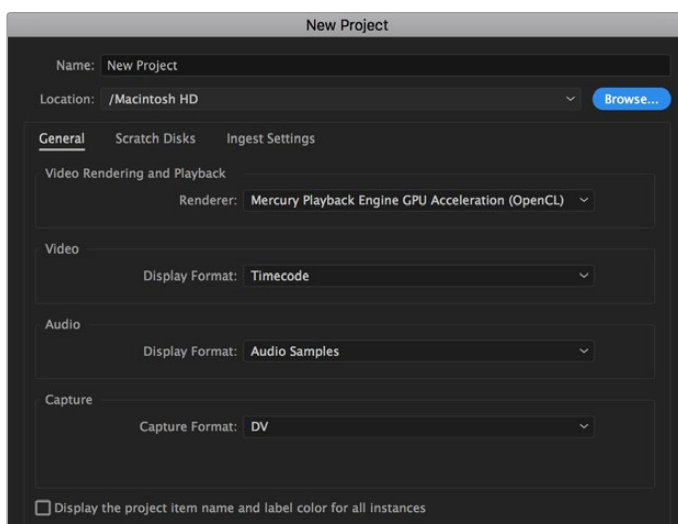 New Project
Name: New Project
Location: /Macintosh HD Browse...
General Scratch Disks Ingest Settings
Video Rendering and Playback
Renderer: Mercury Playback Engine GPU Acceleration (OpenCL)
Video
Display Format: Timecode
Audio
Display Format: Audio Samples
Capture
Capture Format: DV
Display the project item name and label color for all instances